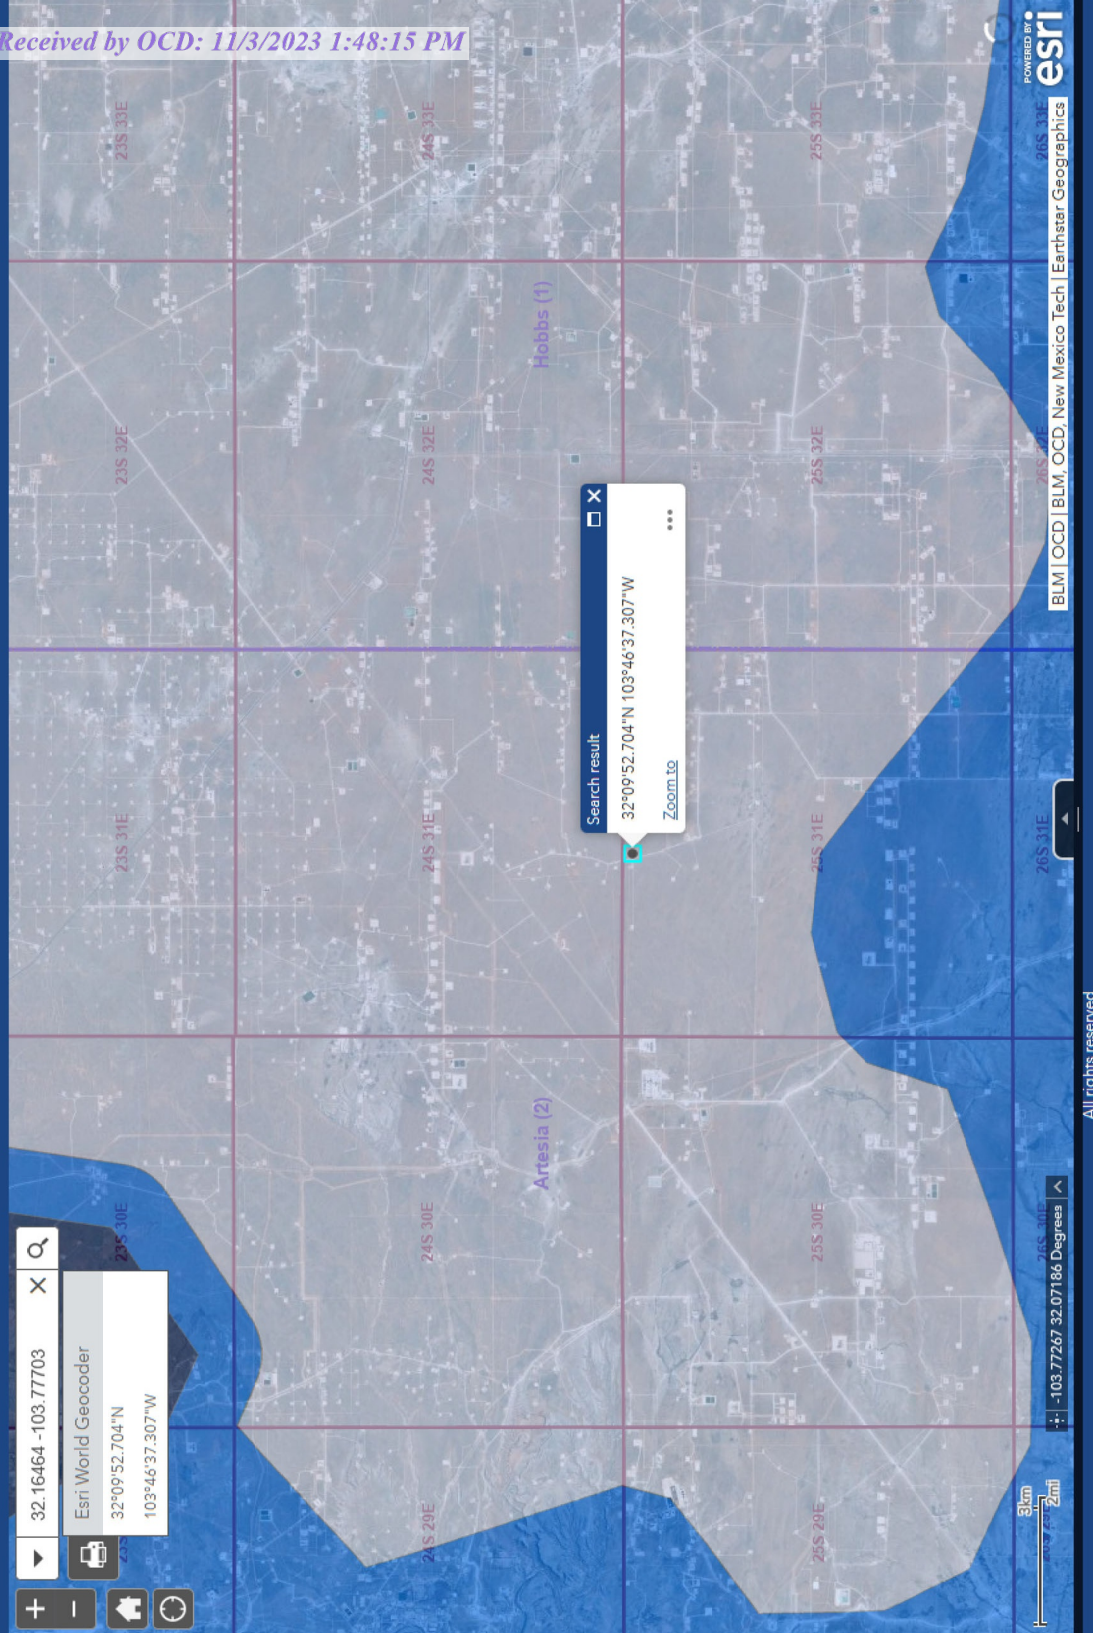 Received by OCD: 11/3/2023 1:48:15 PM
32.16464 -103.77703
Esri World Geocoder
32°09'52.704"N
103°46'37.307"W
23S 30E
23S 31E
23S 32E
23S 33E
24S 29E
24S 30E
24S 31E
24S 32E
24S 33E
Artesia (2)
Hobbs (1)
Search result
32°09'52.704"N 103°46'37.307"W
Zoom to
25S 29E
25S 30E
25S 31E
25S 32E
25S 33E
26S 30E
26S 31E
26S 32E
26S 33E
3km
2mi
-103.77267 32.07186 Degrees
BLM | OCD | BLM, OCD, New Mexico Tech | Earthstar Geographics
POWERED BY
esri
All rights reserved